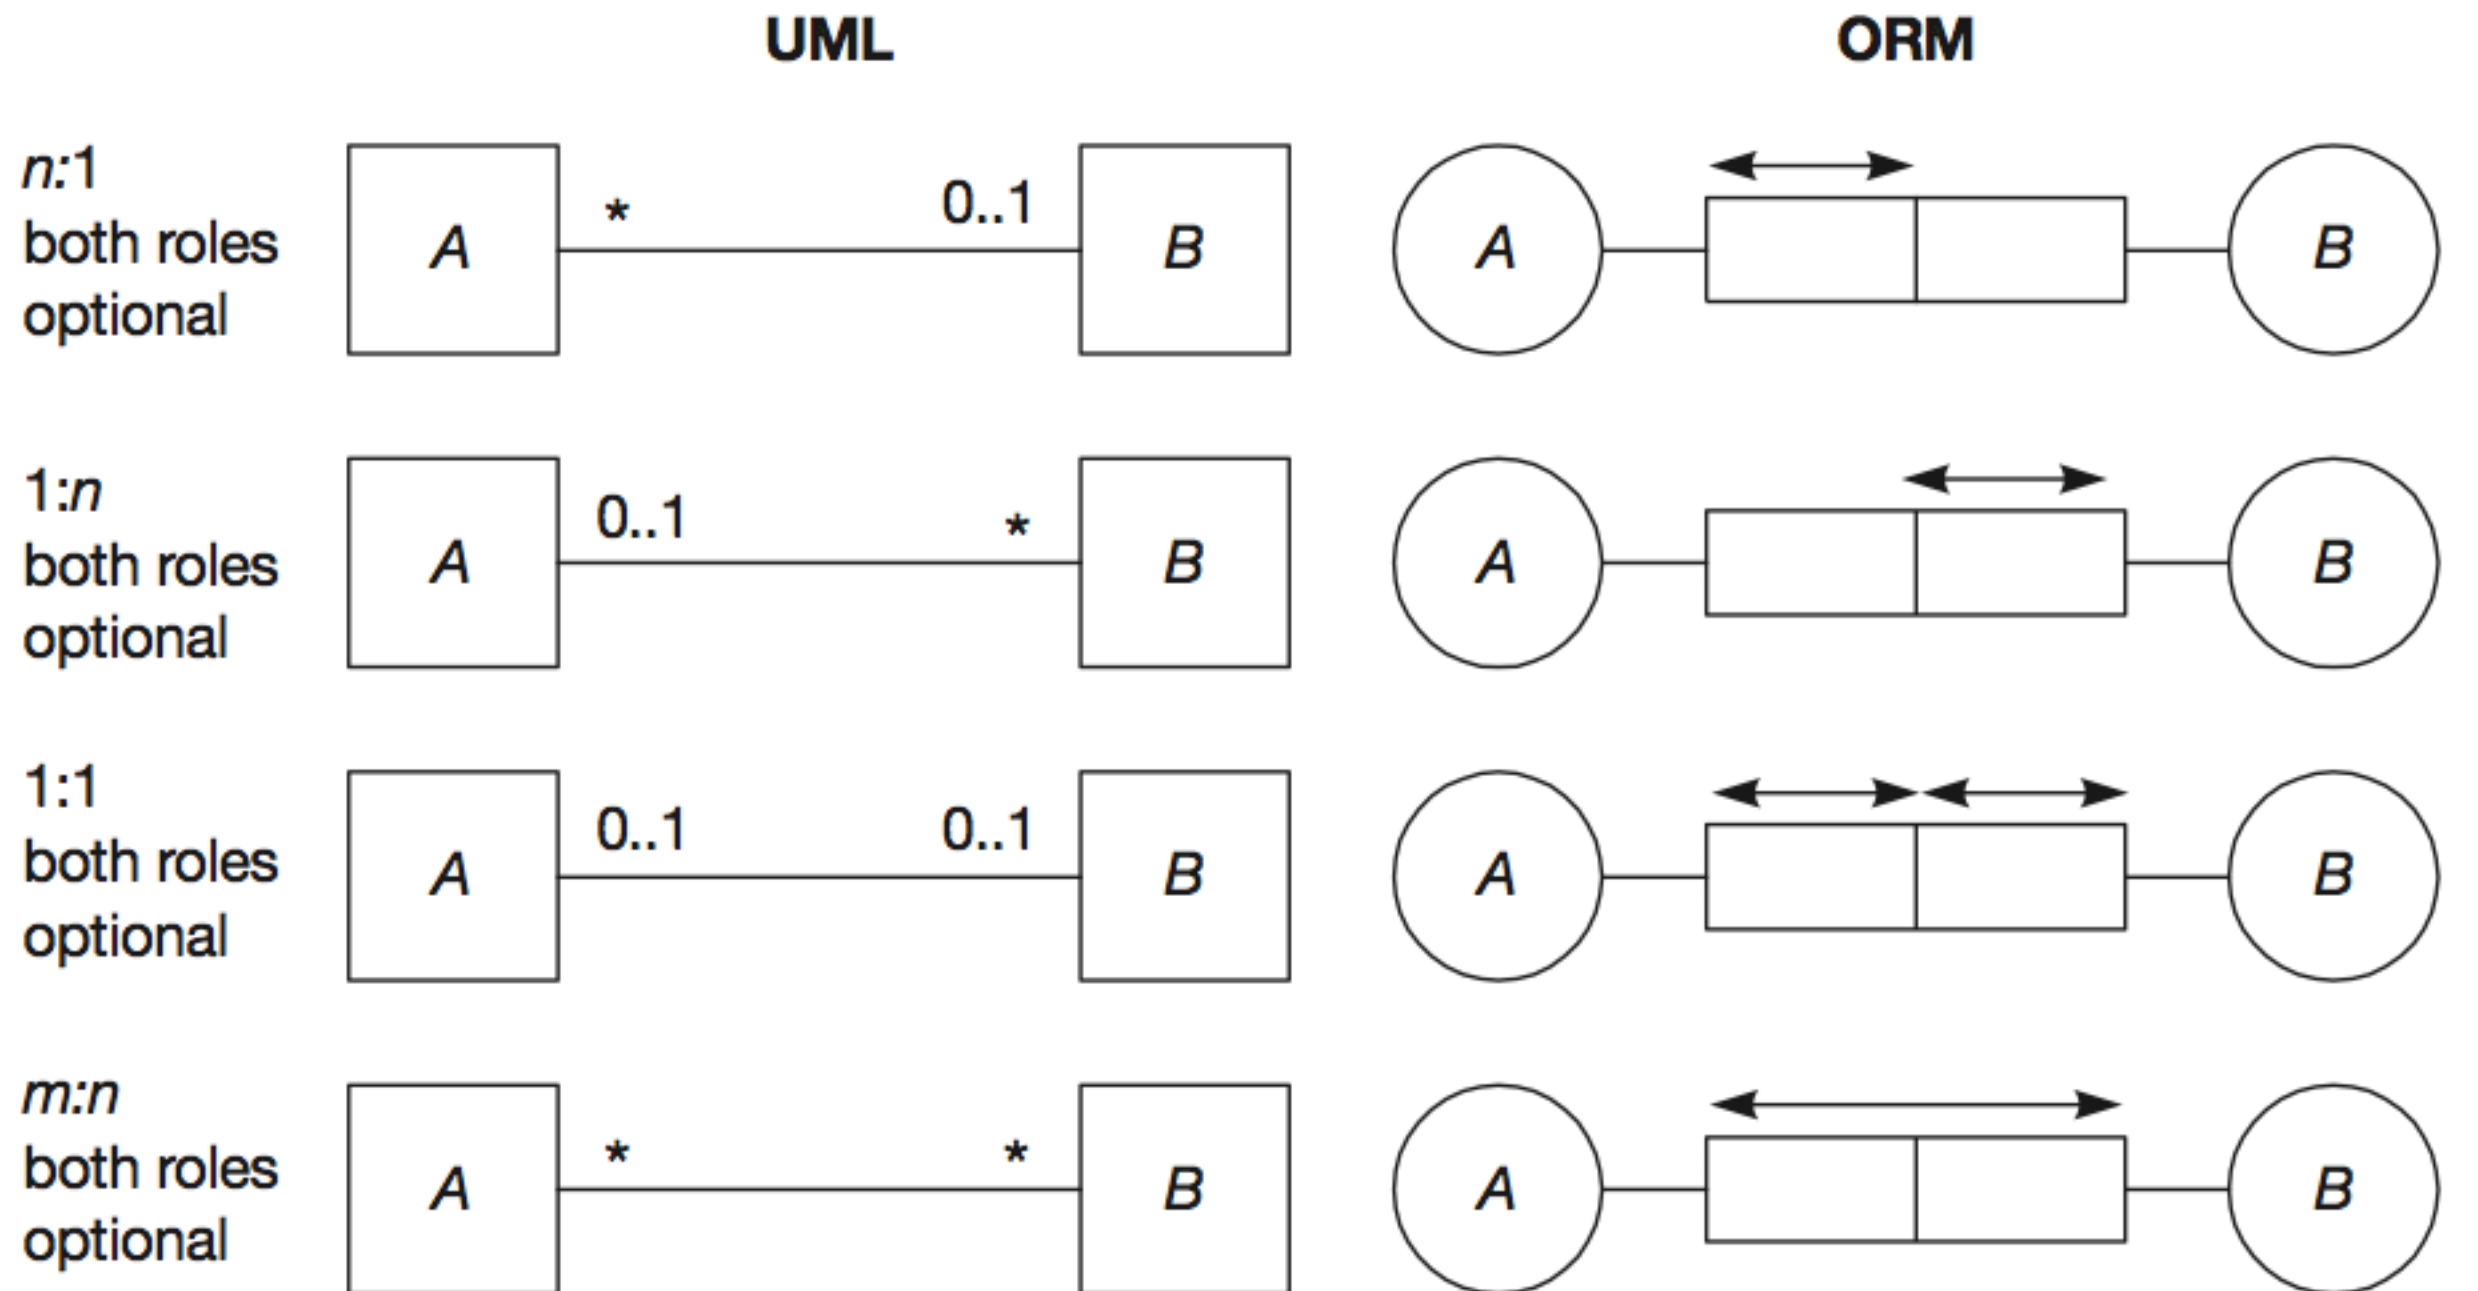 UML ORM
n:1
both roles
optional
A * 0..1 B A B
1:n
both roles
optional
A 0..1 * B A B
1:1
both roles
optional
A 0..1 0..1 B A B
m:n
both roles
optional
A * * B A B